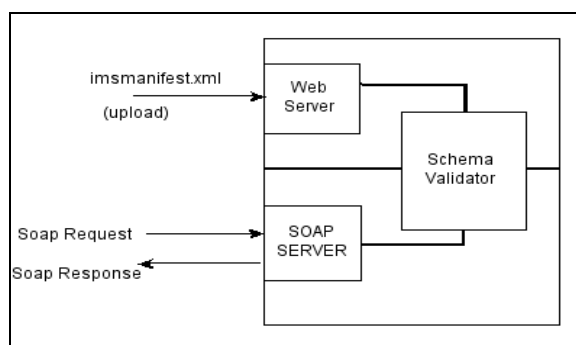 imsmanifest.xml
(upload)
Web
Server
Schema
Validator
Soap Request
SOAP
SERVER
Soap Response